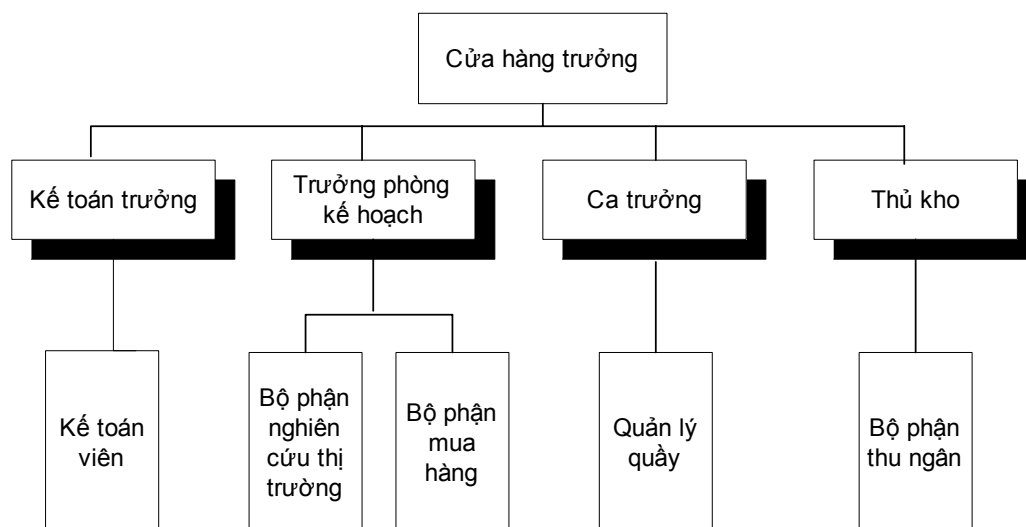 Cửa hàng trưởng
Kế toán trưởng
Trưởng phòng
kế hoạch
Ca trưởng
Thủ kho
Kế toán
viên
Bộ phận
nghiên
cứu thị
trường
Bộ phận
mua
hàng
Quản lý
quầy
Bộ phận
thu ngân